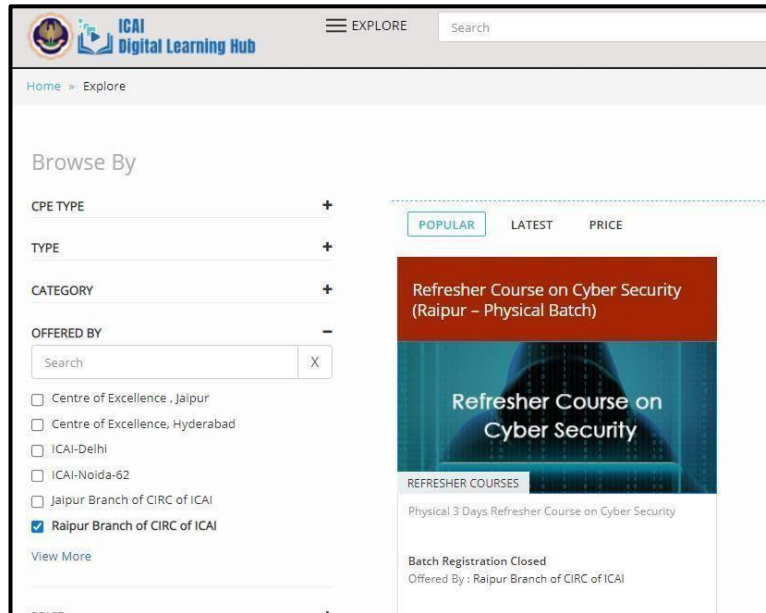 ICAI
Digital Learning Hub
EXPLORE
Search
Home » Explore
Browse By
CPE TYPE +
TYPE +
CATEGORY +
OFFERED BY −
Search X
Centre of Excellence , Jaipur
Centre of Excellence, Hyderabad
ICAI-Delhi
ICAI-Noida-62
Jaipur Branch of CIRC of ICAI
Raipur Branch of CIRC of ICAI
View More
POPULAR LATEST PRICE
Refresher Course on Cyber Security
(Raipur – Physical Batch)
Refresher Course on
Cyber Security
REFRESHER COURSES
Physical 3 Days Refresher Course on Cyber Security
Batch Registration Closed
Offered By : Raipur Branch of CIRC of ICAI